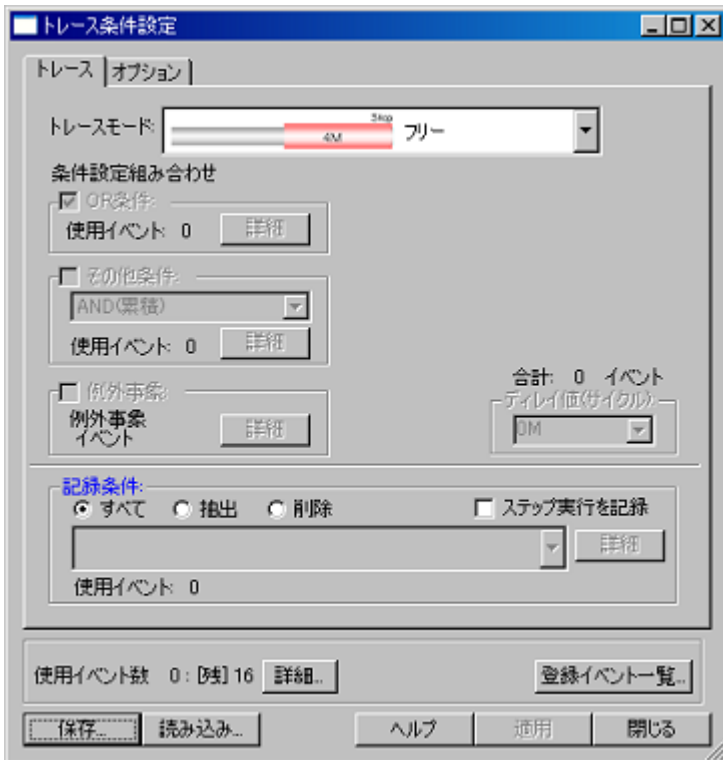 トレース条件設定
トレース オプション
トレースモード: 4M Stop フリー
条件設定組み合わせ
OR条件:
使用イベント: 0 詳細
その他条件:
AND(累積)
使用イベント: 0 詳細
合計: 0 イベント
例外事象:
ディレイ値(サイクル):
例外事象
イベント
詳細
0M
記録条件:
すべて 抽出 削除 ステップ実行を記録
詳細
使用イベント: 0
使用イベント数 0 : [残] 16 詳細... 登録イベント一覧...
保存... 読み込み... ヘルプ 適用 閉じる